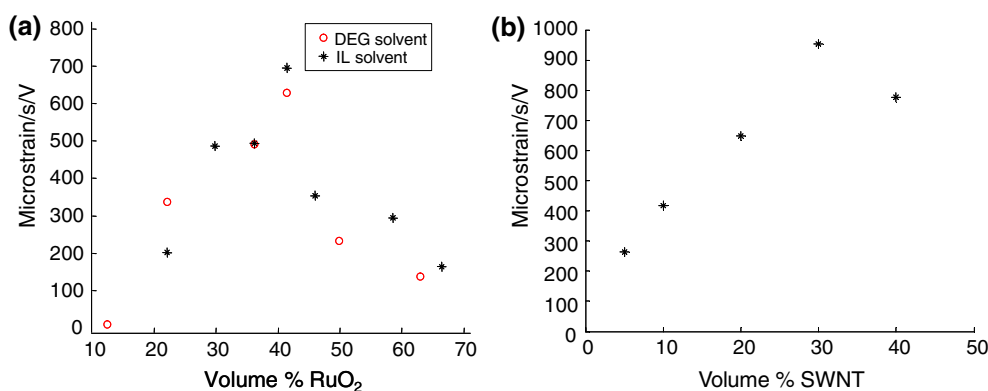 (a)
800
700
600
500
400
300
200
100
0
Microstrain/s/V
DEG solvent
IL solvent
10 20 30 40 50 60 70
Volume % RuO₂
(b)
1000
900
800
700
600
500
400
300
200
100
0
Microstrain/s/V
0 10 20 30 40 50
Volume % SWNT